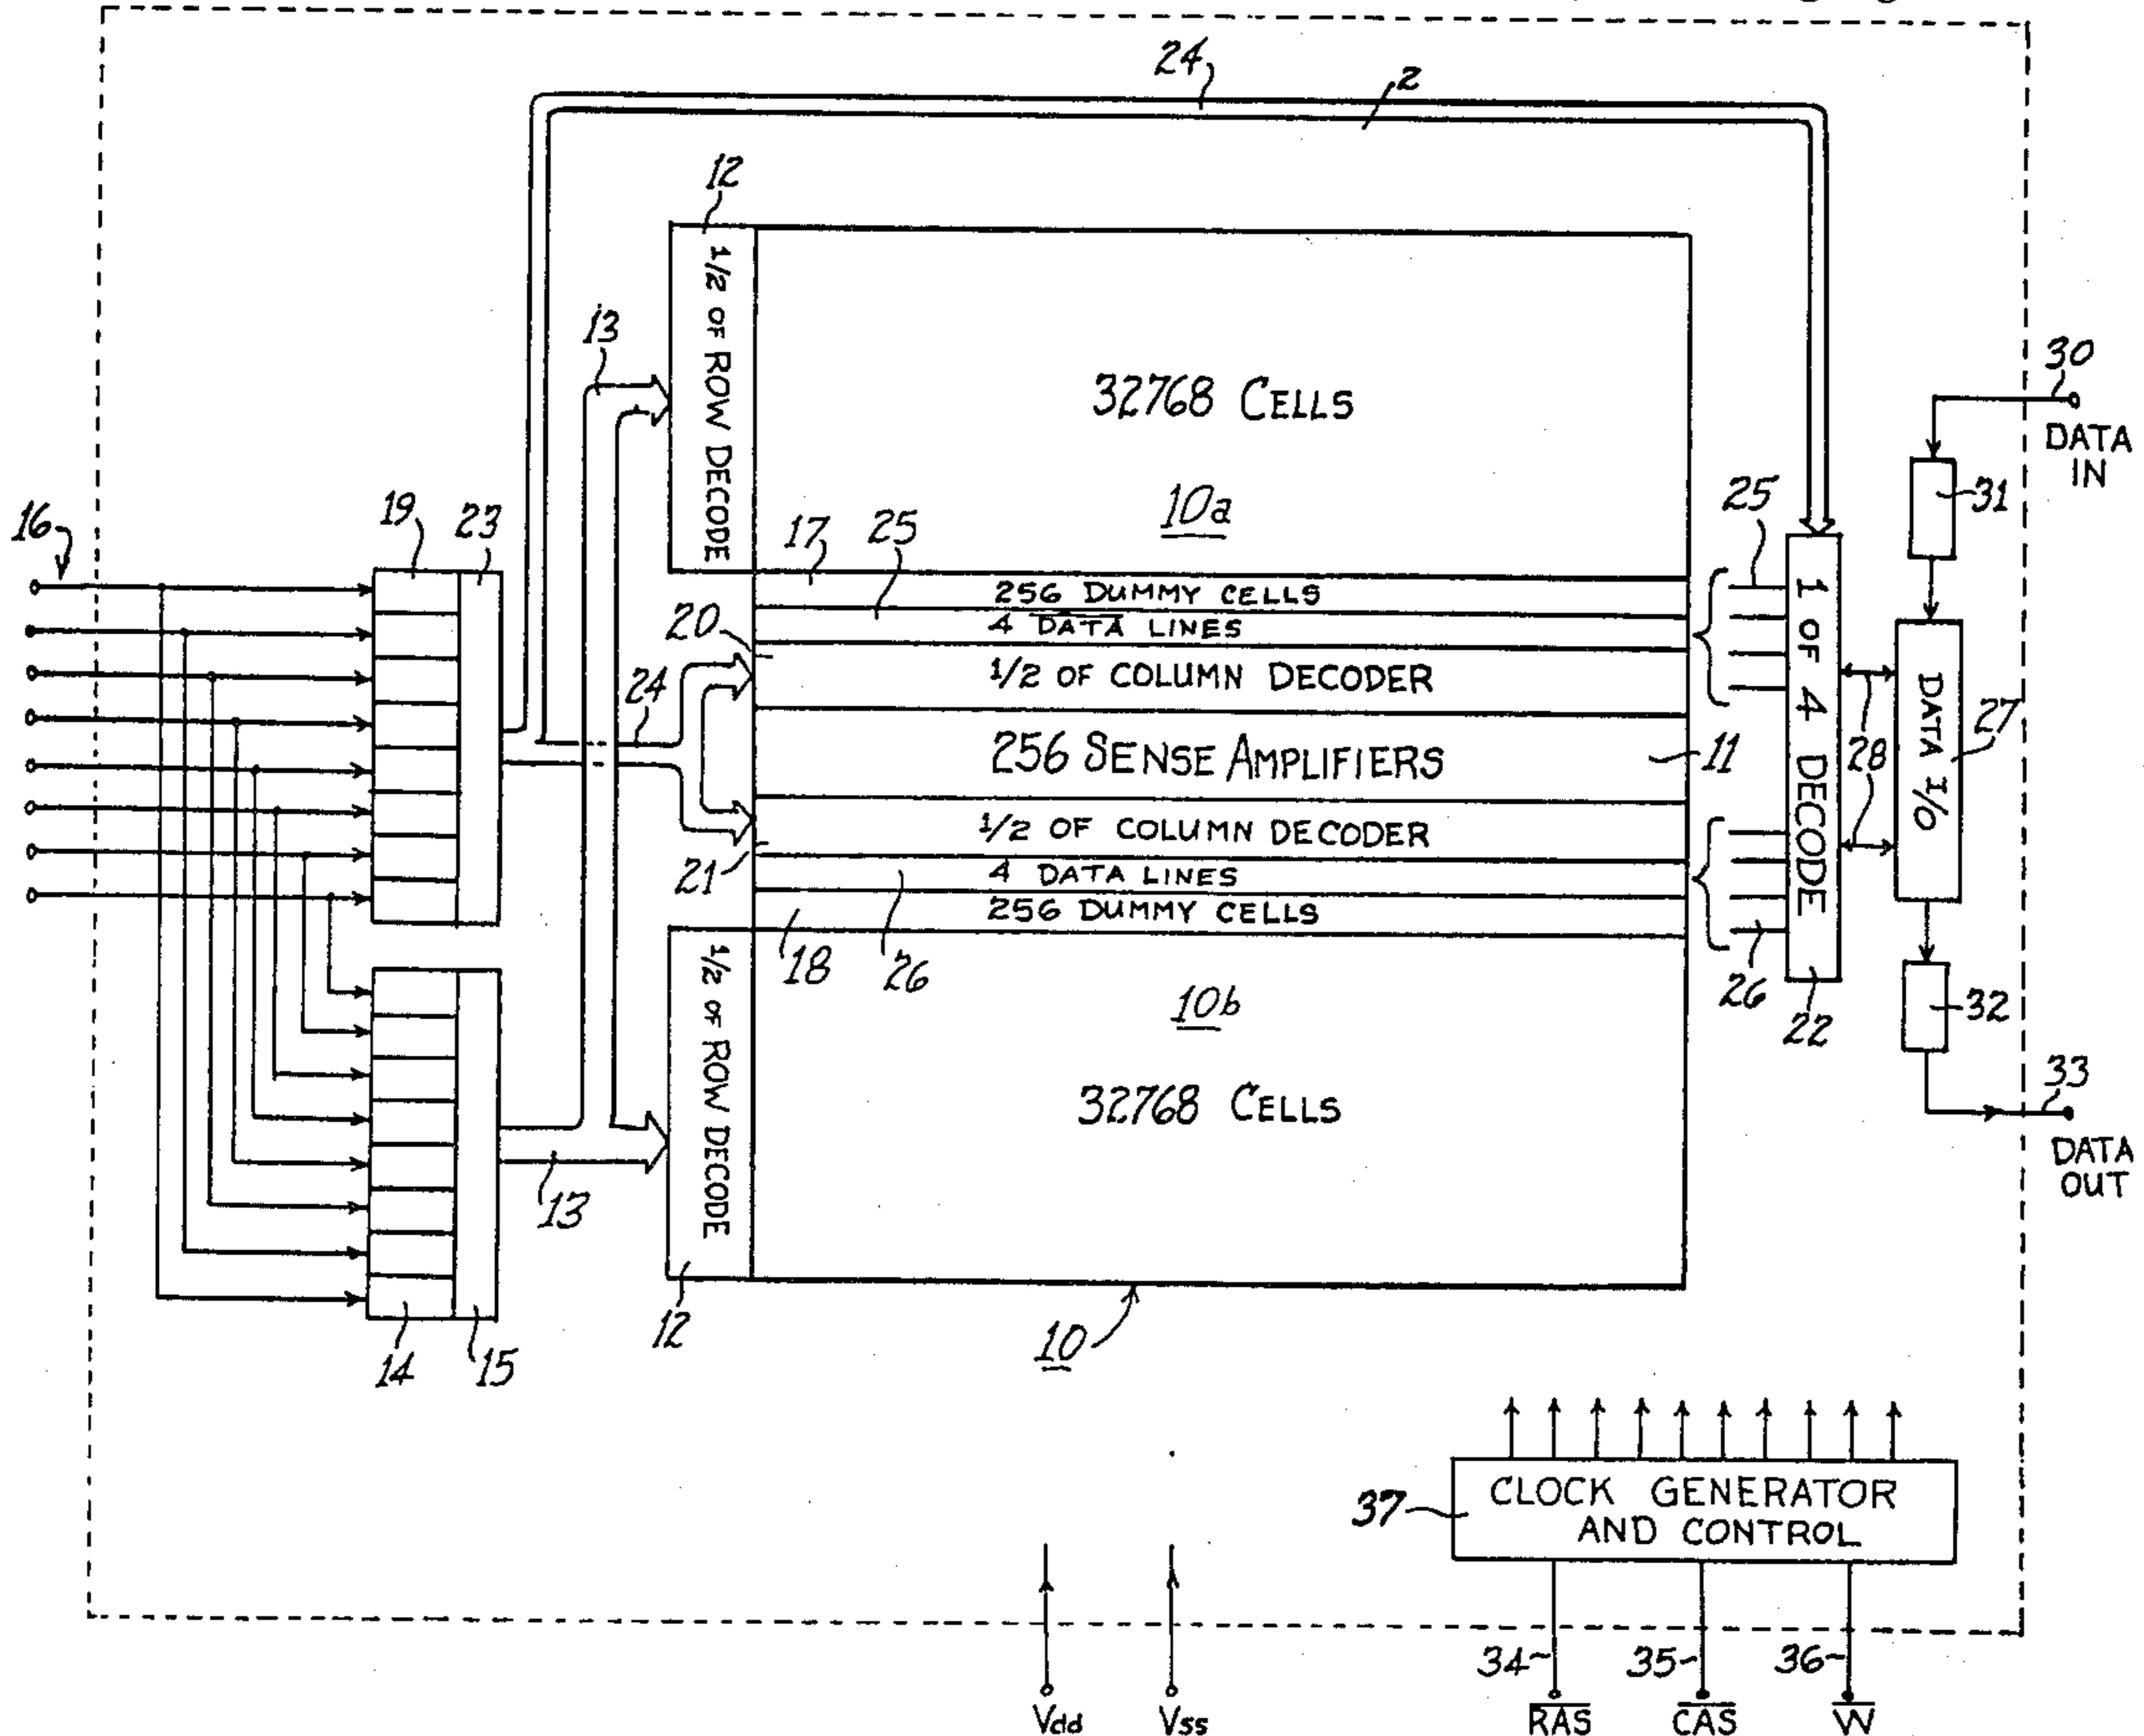 24
2
12
1/2 OF ROW DECODE
13
32768 CELLS
10a
30
DATA
IN
31
16
19
23
17
25
25
256 DUMMY CELLS
20
4 D̅A̅T̅A̅ LINES
24
1/2 OF COLUMN DECODER
1 OF 4 DECODE
28
DATA I/O
27
256 SENSE AMPLIFIERS
11
1/2 OF COLUMN DECODER
21
4 DATA LINES
256 DUMMY CELLS
18
26
26
22
32
1/2 OF ROW DECODE
10b
32768 CELLS
33
DATA
OUT
13
12
14
15
10
37
CLOCK GENERATOR
AND CONTROL
34
35
36
Vdd
Vss
R̅A̅S̅
C̅A̅S̅
W̅